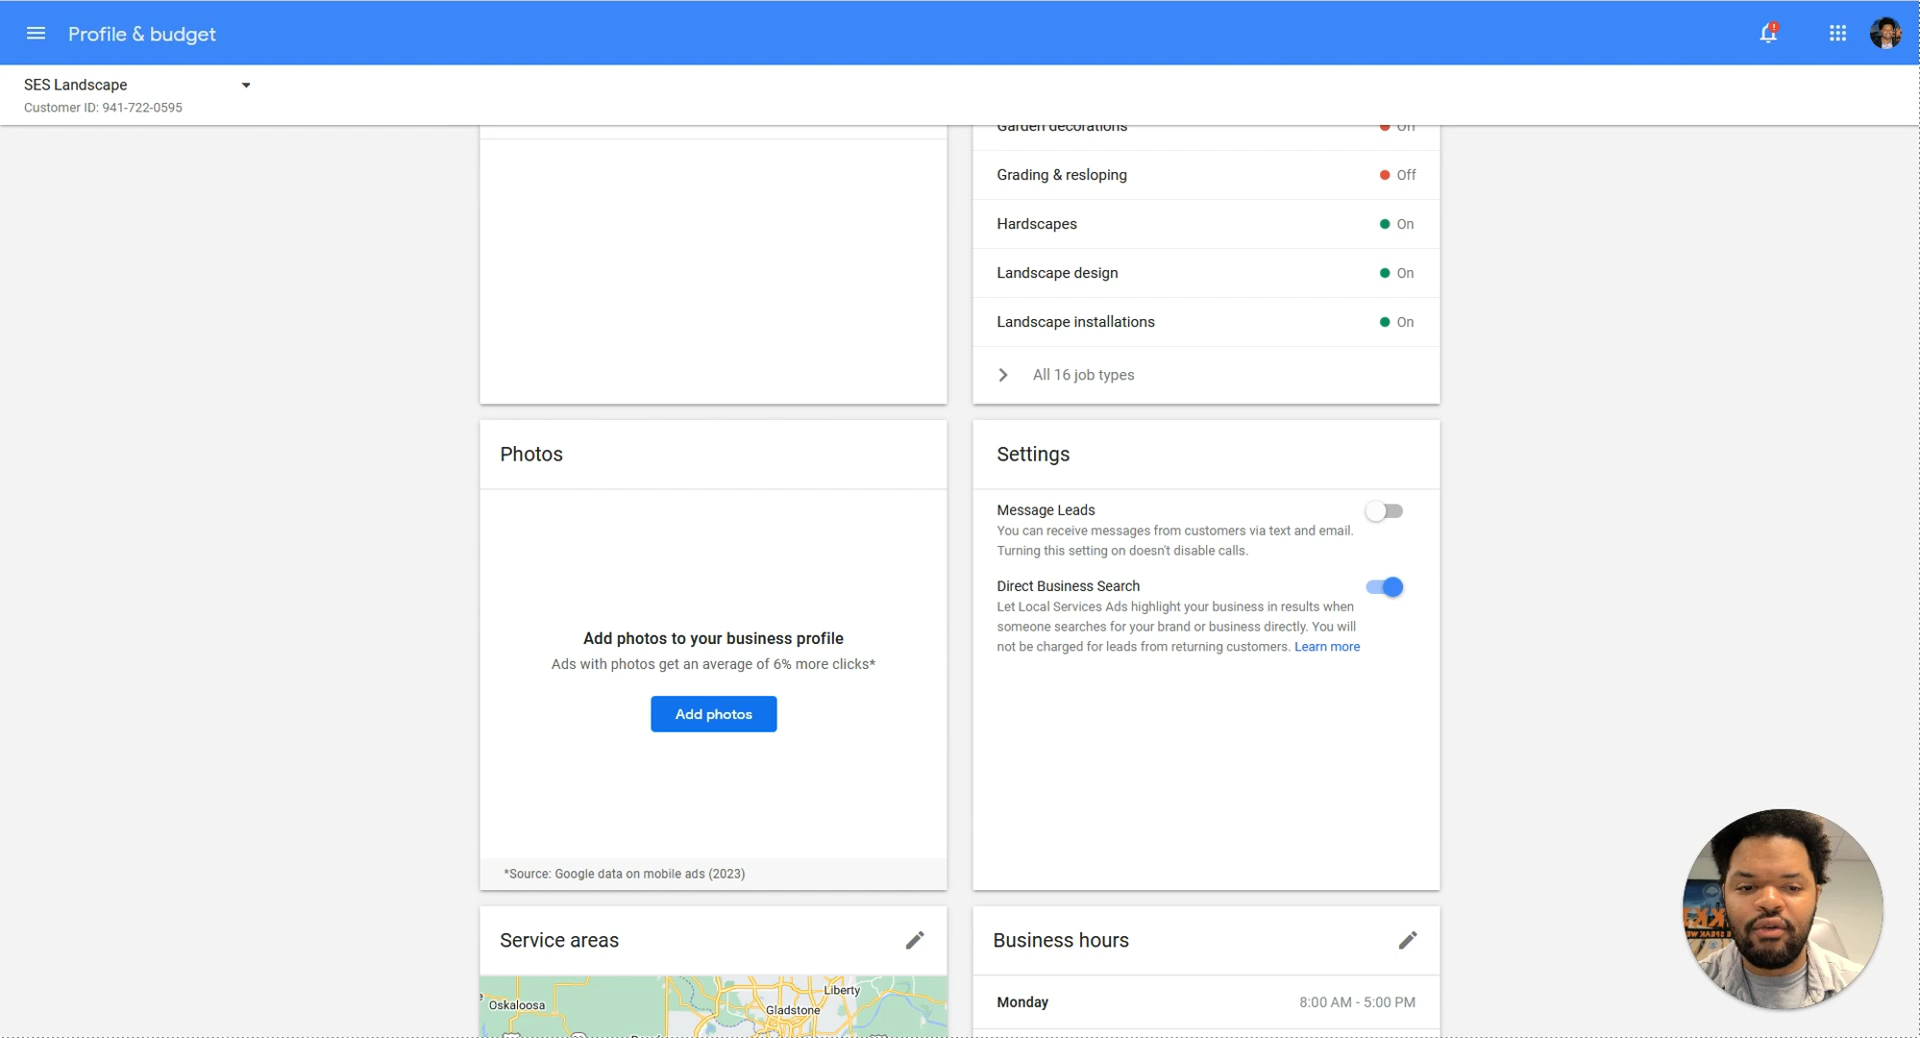 Profile & budget
SES Landscape
Customer ID: 941-722-0595
Garden decorations
Off
Grading & resloping
Off
Hardscapes
On
Landscape design
On
Landscape installations
On
All 16 job types
Photos
Add photos to your business profile
Ads with photos get an average of 6% more clicks*
Add photos
*Source: Google data on mobile ads (2023)
Settings
Message Leads
You can receive messages from customers via text and email.
Turning this setting on doesn't disable calls.
Direct Business Search
Let Local Services Ads highlight your business in results when
someone searches for your brand or business directly. You will
not be charged for leads from returning customers. Learn more
Service areas
Oskaloosa
Liberty
Gladstone
Business hours
Monday
8:00 AM - 5:00 PM